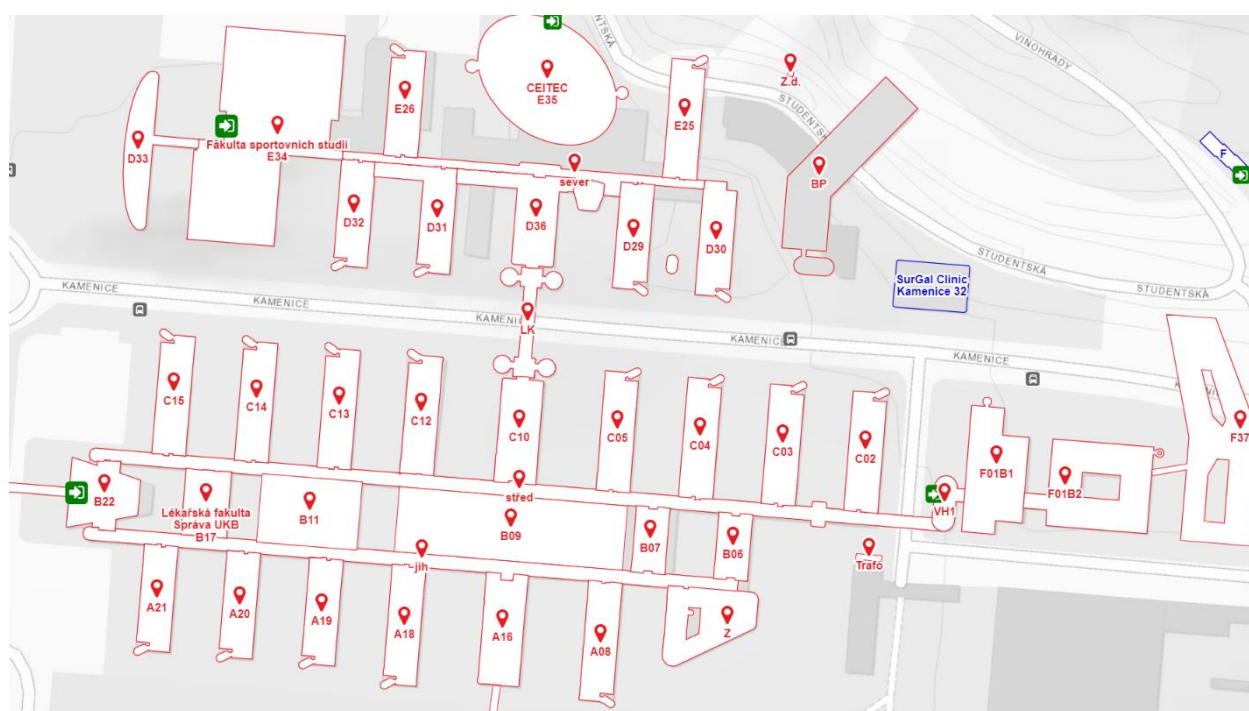 STUDENTSKÁ
VINOHRADY
Z.d.
CEITEC
E35
E26
E25
STUDENTSK
F
D33
Fakulta sportovních studií
E34
sever
BP
D32
D31
D36
D29
D30
STUDENTSKÁ
STUDENTSKÁ
SurGal Clinic
Kamenice 32
KAMENICE
KAMENICE
KAMENICE
LK
KAMENICE
KAMENICE
C15
C14
C13
C12
C10
C05
C04
C03
C02
F37
F01B1
F01B2
B22
Lékařská fakulta
Správa UKB
B17
B11
střed
B09
VH1
B07
B06
jih
Trafo
A21
A20
A19
A18
A16
A08
Z